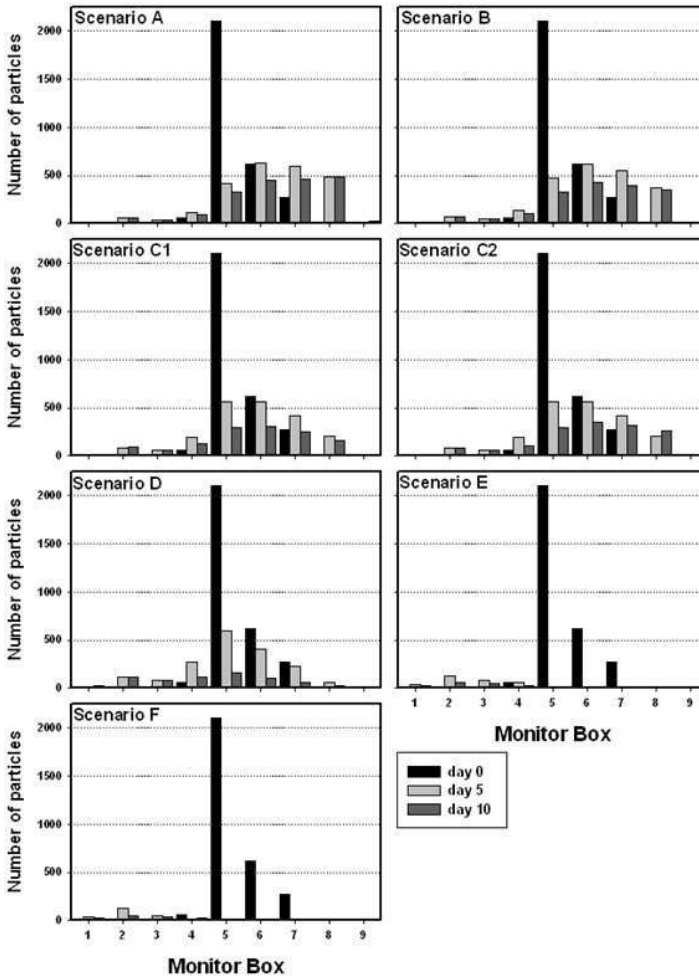 Scenario A
Scenario B
Number of particles
2000
1500
1000
500
0
Scenario C1
Scenario C2
Number of particles
2000
1500
1000
500
0
Scenario D
Scenario E
Number of particles
2000
1500
1000
500
0
1 2 3 4 5 6 7 8 9
Monitor Box
Scenario F
Number of particles
2000
1500
1000
500
0
1 2 3 4 5 6 7 8 9
Monitor Box
day 0
day 5
day 10